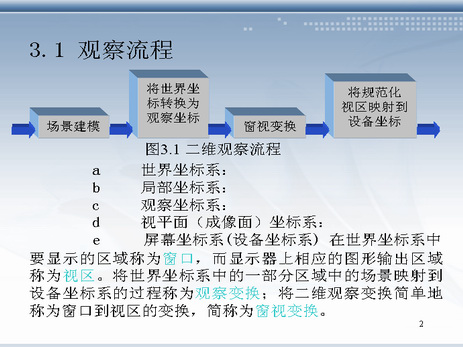 3.1 观察流程
场景建模
将世界坐
标转换为
观察坐标
窗视变换
将规范化
视区映射到
设备坐标
图3.1 二维观察流程
a 世界坐标系：
b 局部坐标系：
c 观察坐标系：
d 视平面（成像面）坐标系：
e 屏幕坐标系(设备坐标系) 在世界坐标系中
要显示的区域称为窗口，而显示器上相应的图形输出区域
称为视区。将世界坐标系中的一部分区域中的场景映射到
设备坐标系的过程称为观察变换；将二维观察变换简单地
称为窗口到视区的变换，简称为窗视变换。
2